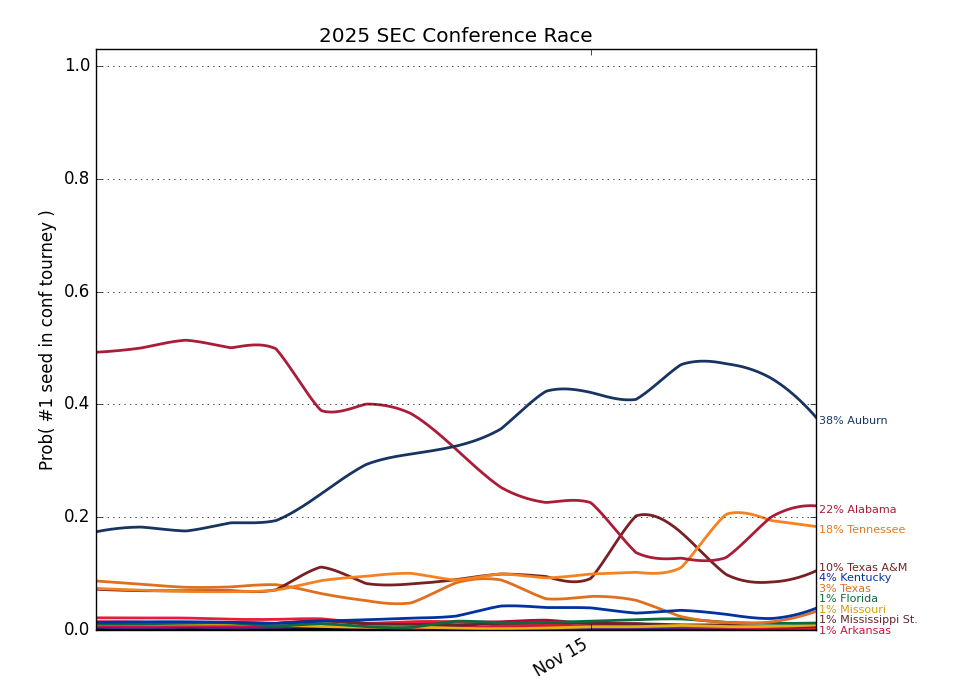 2025 SEC Conference Race
Prob( #1 seed in conf tourney )
1.0
0.8
0.6
0.4
0.2
0.0
Nov 15
38% Auburn
22% Alabama
18% Tennessee
10% Texas A&M
4% Kentucky
3% Texas
1% Florida
1% Missouri
1% Mississippi St.
1% Arkansas